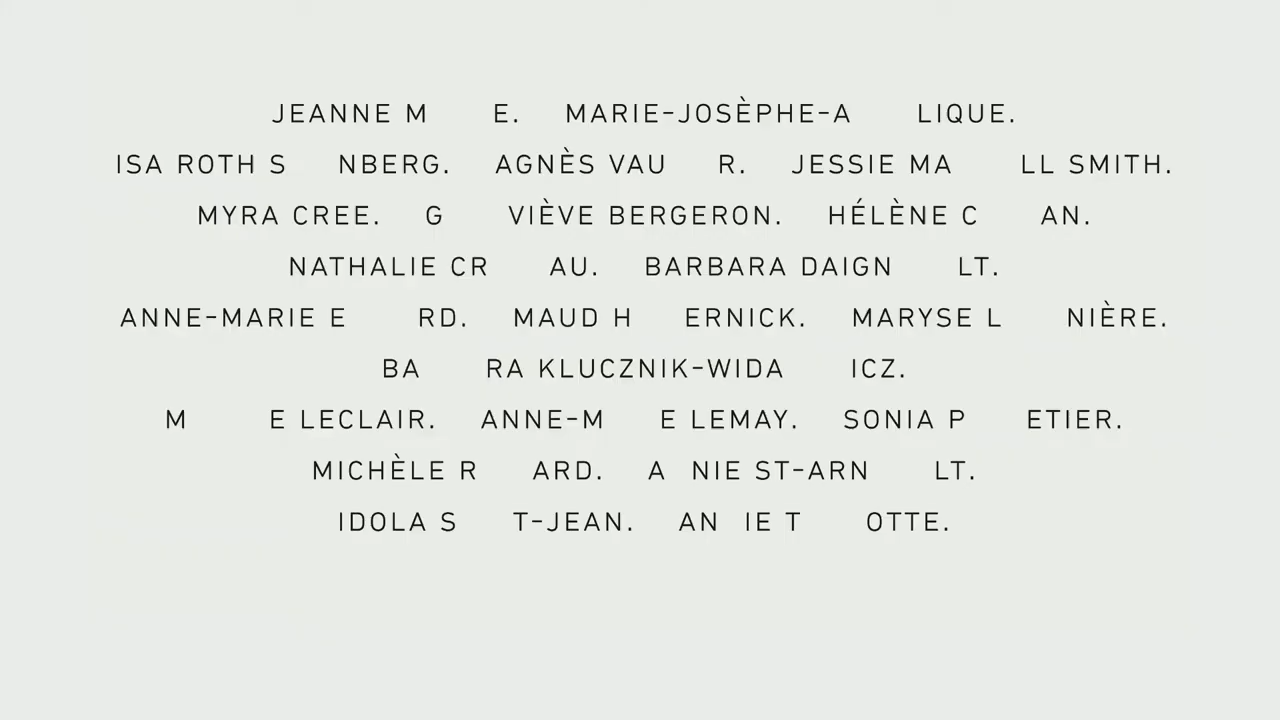 JEANNE M E. MARIE-JOSÈPHE-A LIQUE.
ISA ROTH S NBERG. AGNÈS VAU R. JESSIE MA LL SMITH.
MYRA CREE. G VIÈVE BERGERON. HÉLÈNE C AN.
NATHALIE CR AU. BARBARA DAIGN LT.
ANNE-MARIE E RD. MAUD H ERNICK. MARYSE L NIÈRE.
BA RA KLUCZNIK-WIDA ICZ.
M E LECLAIR. ANNE-M E LEMAY. SONIA P ETIER.
MICHÈLE R ARD. A NIE ST-ARN LT.
IDOLA S T-JEAN. AN IE T OTTE.